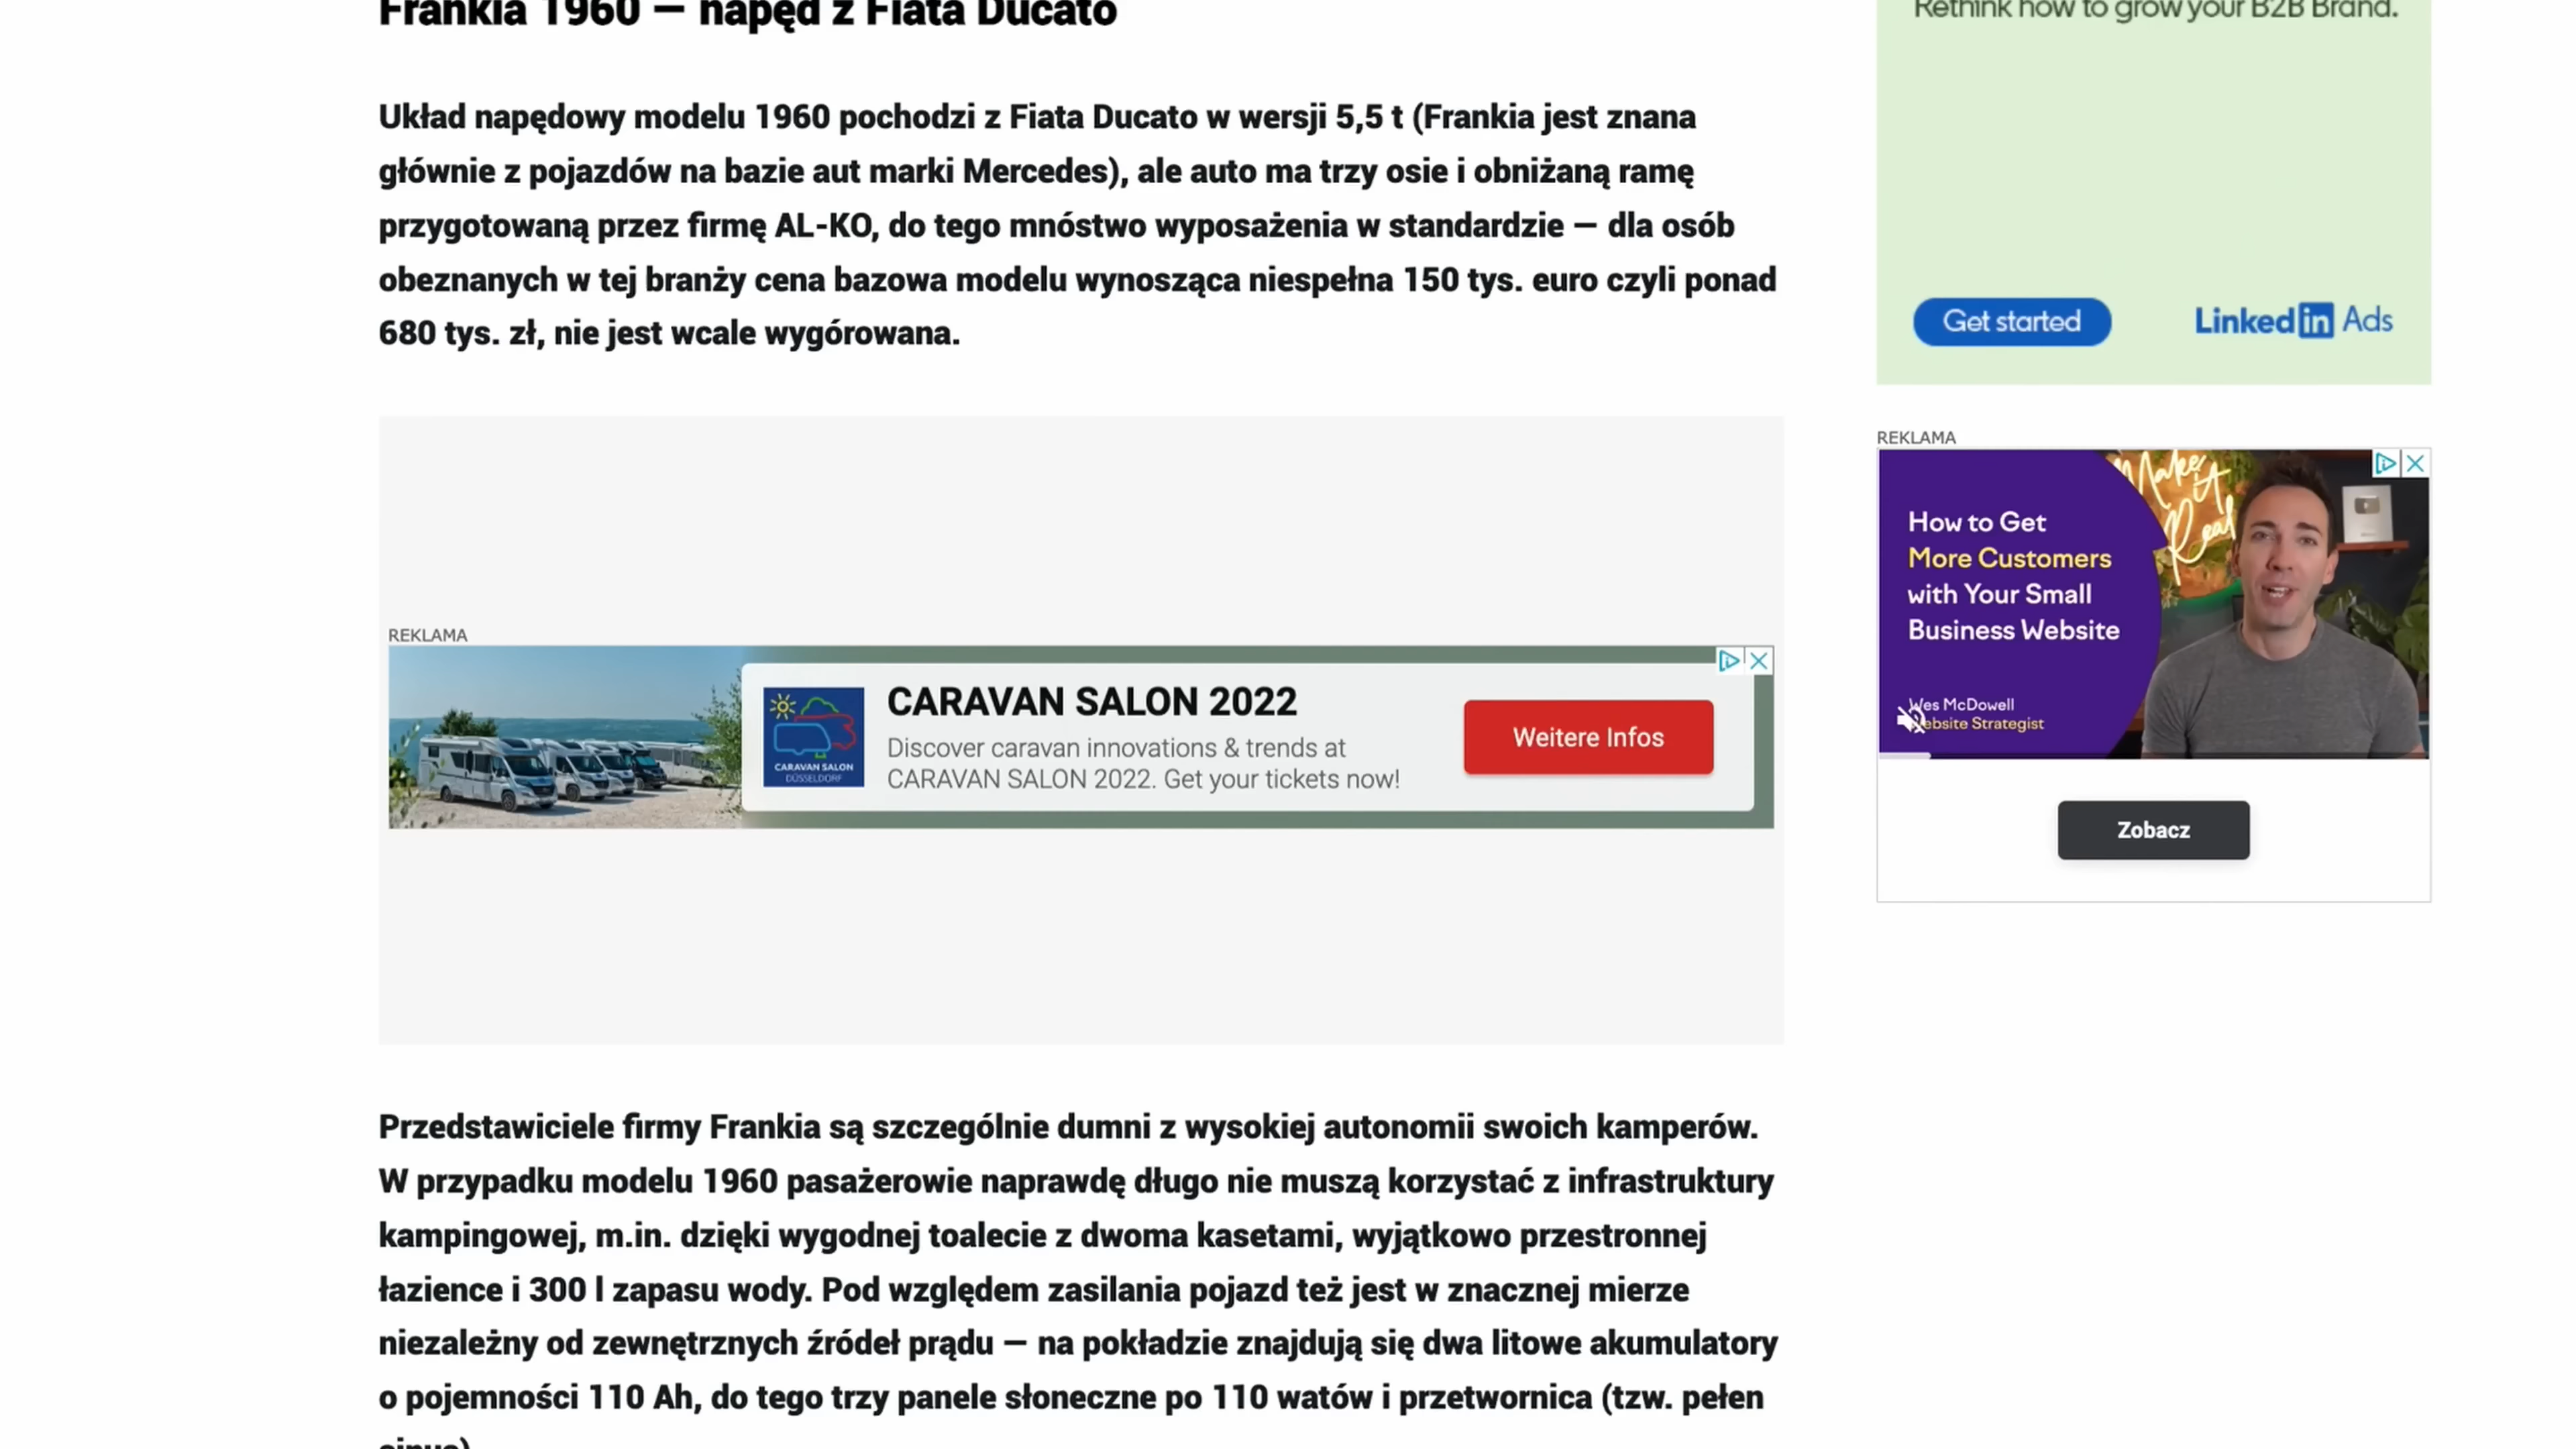 Frankia 1960 — napęd z Fiata Ducato
Układ napędowy modelu 1960 pochodzi z Fiata Ducato w wersji 5,5 t (Frankia jest znana
głównie z pojazdów na bazie aut marki Mercedes), ale auto ma trzy osie i obniżaną ramę
przygotowaną przez firmę AL-KO, do tego mnóstwo wyposażenia w standardzie — dla osób
obeznanych w tej branży cena bazowa modelu wynosząca niespełna 150 tys. euro czyli ponad
680 tys. zł, nie jest wcale wygórowana.
REKLAMA
CARAVAN SALON
DÜSSELDORF
CARAVAN SALON 2022
Discover caravan innovations & trends at
CARAVAN SALON 2022. Get your tickets now!
Weitere Infos
Przedstawiciele firmy Frankia są szczególnie dumni z wysokiej autonomii swoich kamperów.
W przypadku modelu 1960 pasażerowie naprawdę długo nie muszą korzystać z infrastruktury
kampingowej, m.in. dzięki wygodnej toalecie z dwoma kasetami, wyjątkowo przestronnej
łazience i 300 l zapasu wody. Pod względem zasilania pojazd też jest w znacznej mierze
niezależny od zewnętrznych źródeł prądu — na pokładzie znajdują się dwa litowe akumulatory
o pojemności 110 Ah, do tego trzy panele słoneczne po 110 watów i przetwornica (tzw. pełen
Rethink how to grow your B2B Brand.
Get started
Linked in Ads
REKLAMA
How to Get
More Customers
with Your Small
Business Website
Make
it
Real
Wes McDowell
Website Strategist
Zobacz